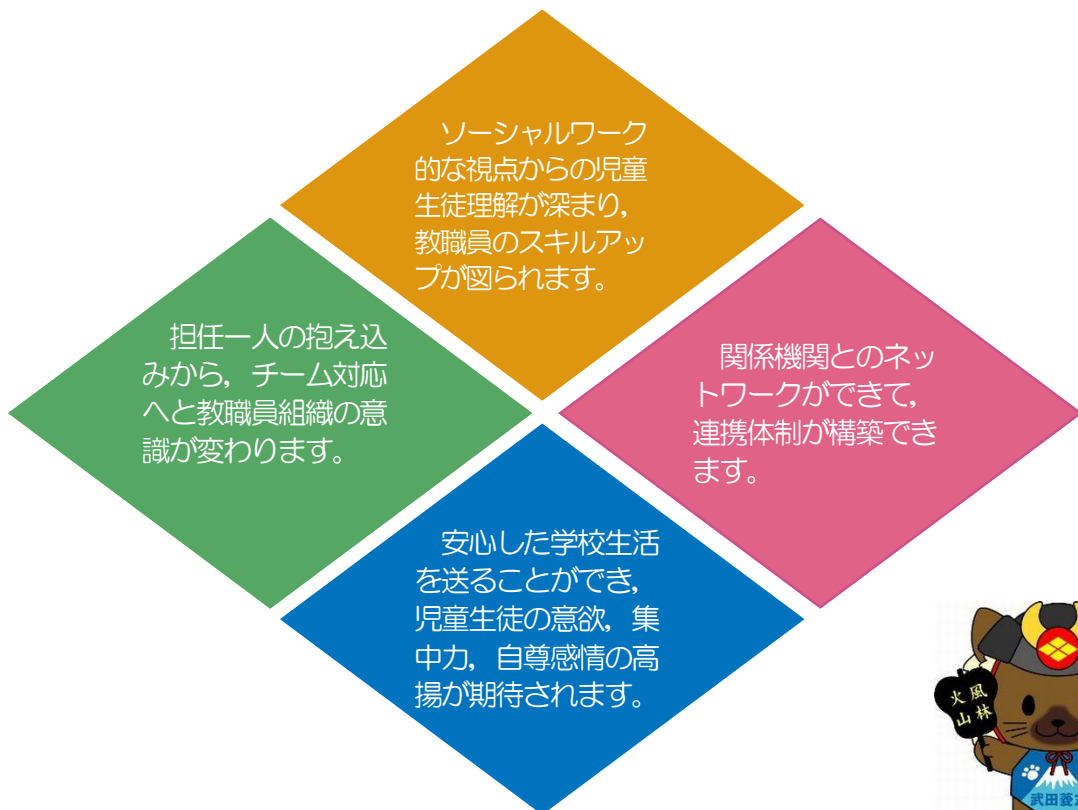 ソーシャルワーク
的な視点からの児童
生徒理解が深まり,
教職員のスキルアッ
プが図られます。
担任一人の抱え込
みから, チーム対応
へと教職員組織の意
識が変わります。
関係機関とのネッ
トワークができて,
連携体制が構築でき
ます。
安心した学校生活
を送ることができ,
児童生徒の意欲, 集
中力, 自尊感情の高
揚が期待されます。
風林
火山
武田菱